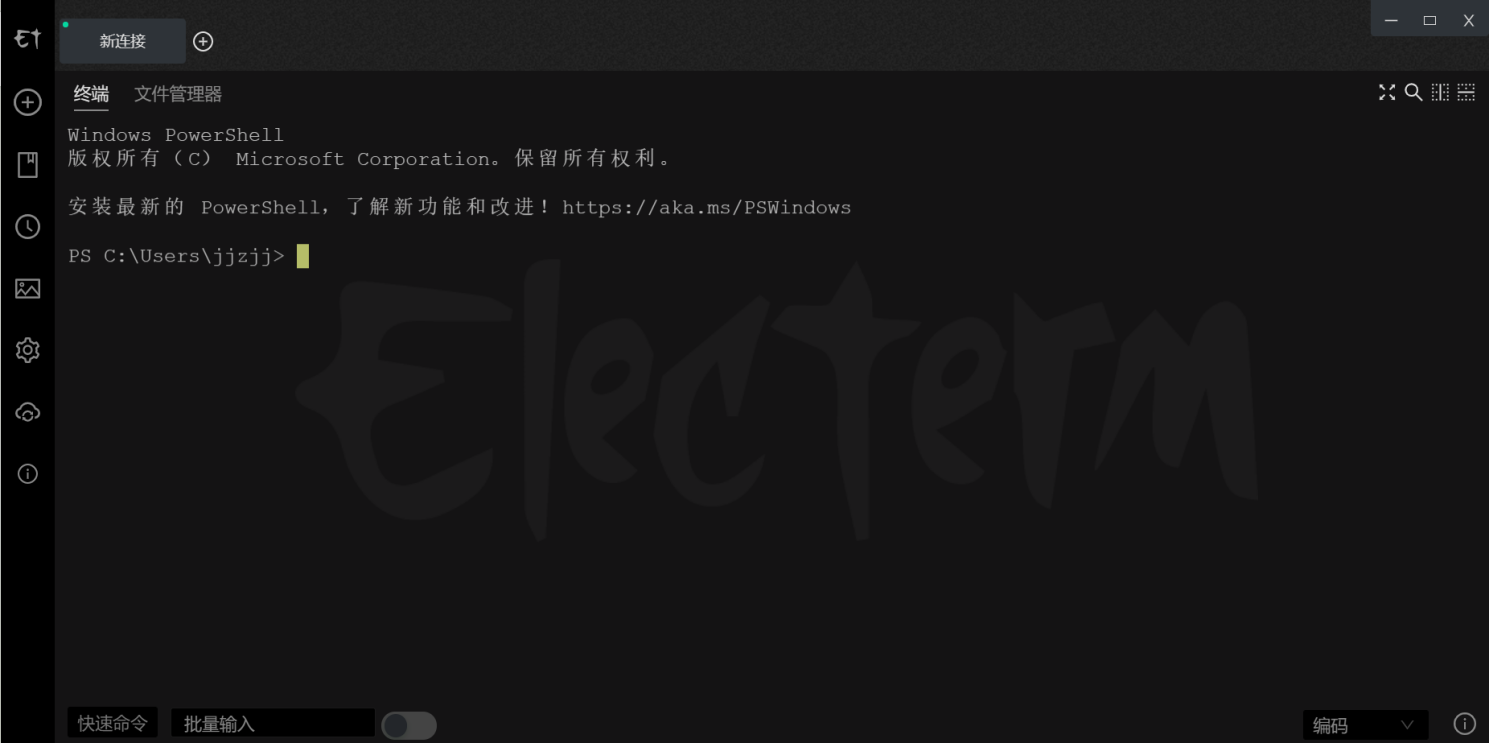 Et
新连接
X
终端 文件管理器
Windows PowerShell
版权所有（C） Microsoft Corporation。保留所有权利。
安装最新的 PowerShell，了解新功能和改进！https://aka.ms/PSWindows
PS C:\Users\jjzjj>
Electerm
快速命令 批量输入 编码